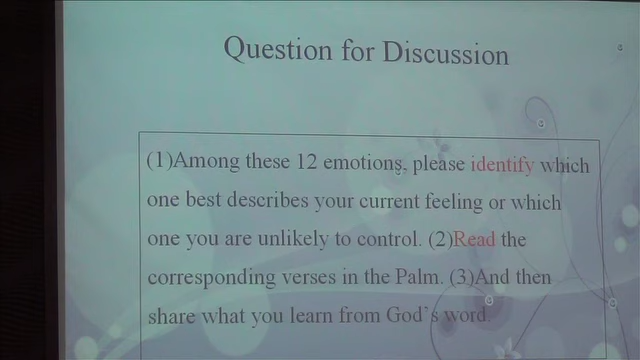 Question for Discussion
(1)Among these 12 emotions, please identify which
one best describes your current feeling or which
one you are unlikely to control. (2)Read the
corresponding verses in the Palm. (3)And then
share what you learn from God's word.